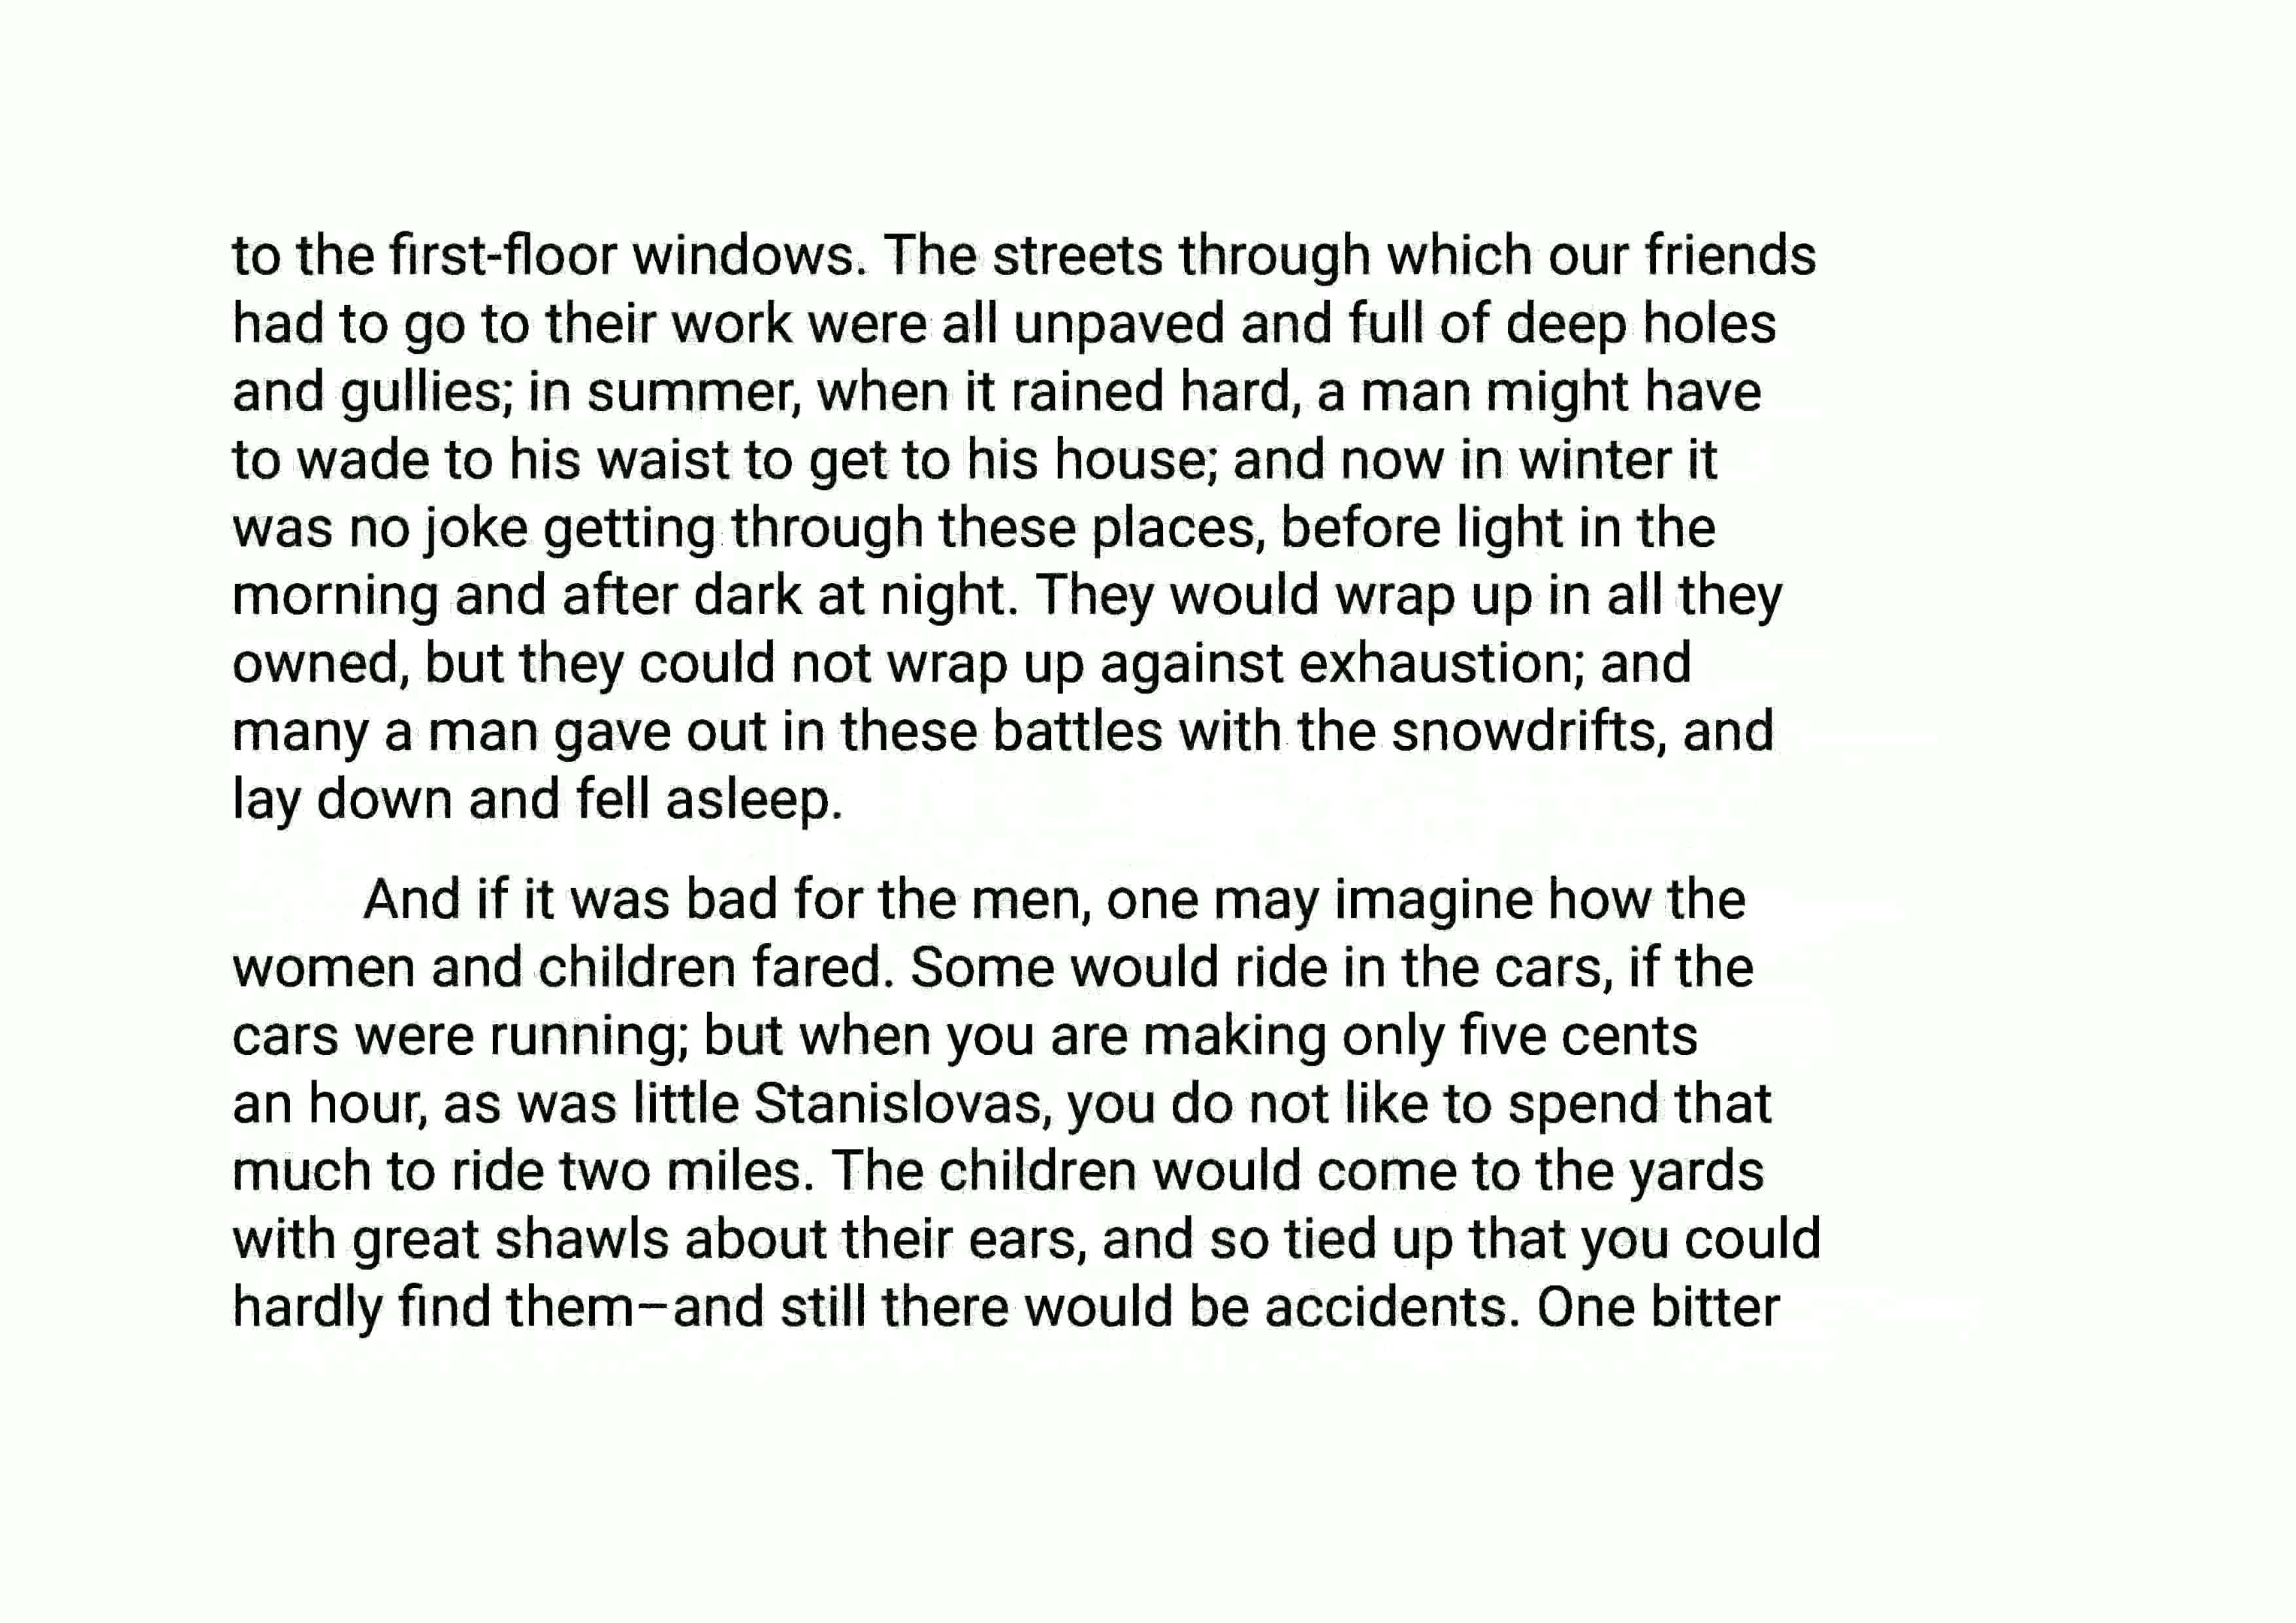 to the first-floor windows. The streets through which our friends
had to go to their work were all unpaved and full of deep holes
and gullies; in summer, when it rained hard, a man might have
to wade to his waist to get to his house; and now in winter it
was no joke getting through these places, before light in the
morning and after dark at night. They would wrap up in all they
owned, but they could not wrap up against exhaustion; and
many a man gave out in these battles with the snowdrifts, and
lay down and fell asleep.
And if it was bad for the men, one may imagine how the
women and children fared. Some would ride in the cars, if the
cars were running; but when you are making only five cents
an hour, as was little Stanislovas, you do not like to spend that
much to ride two miles. The children would come to the yards
with great shawls about their ears, and so tied up that you could
hardly find them—and still there would be accidents. One bitter